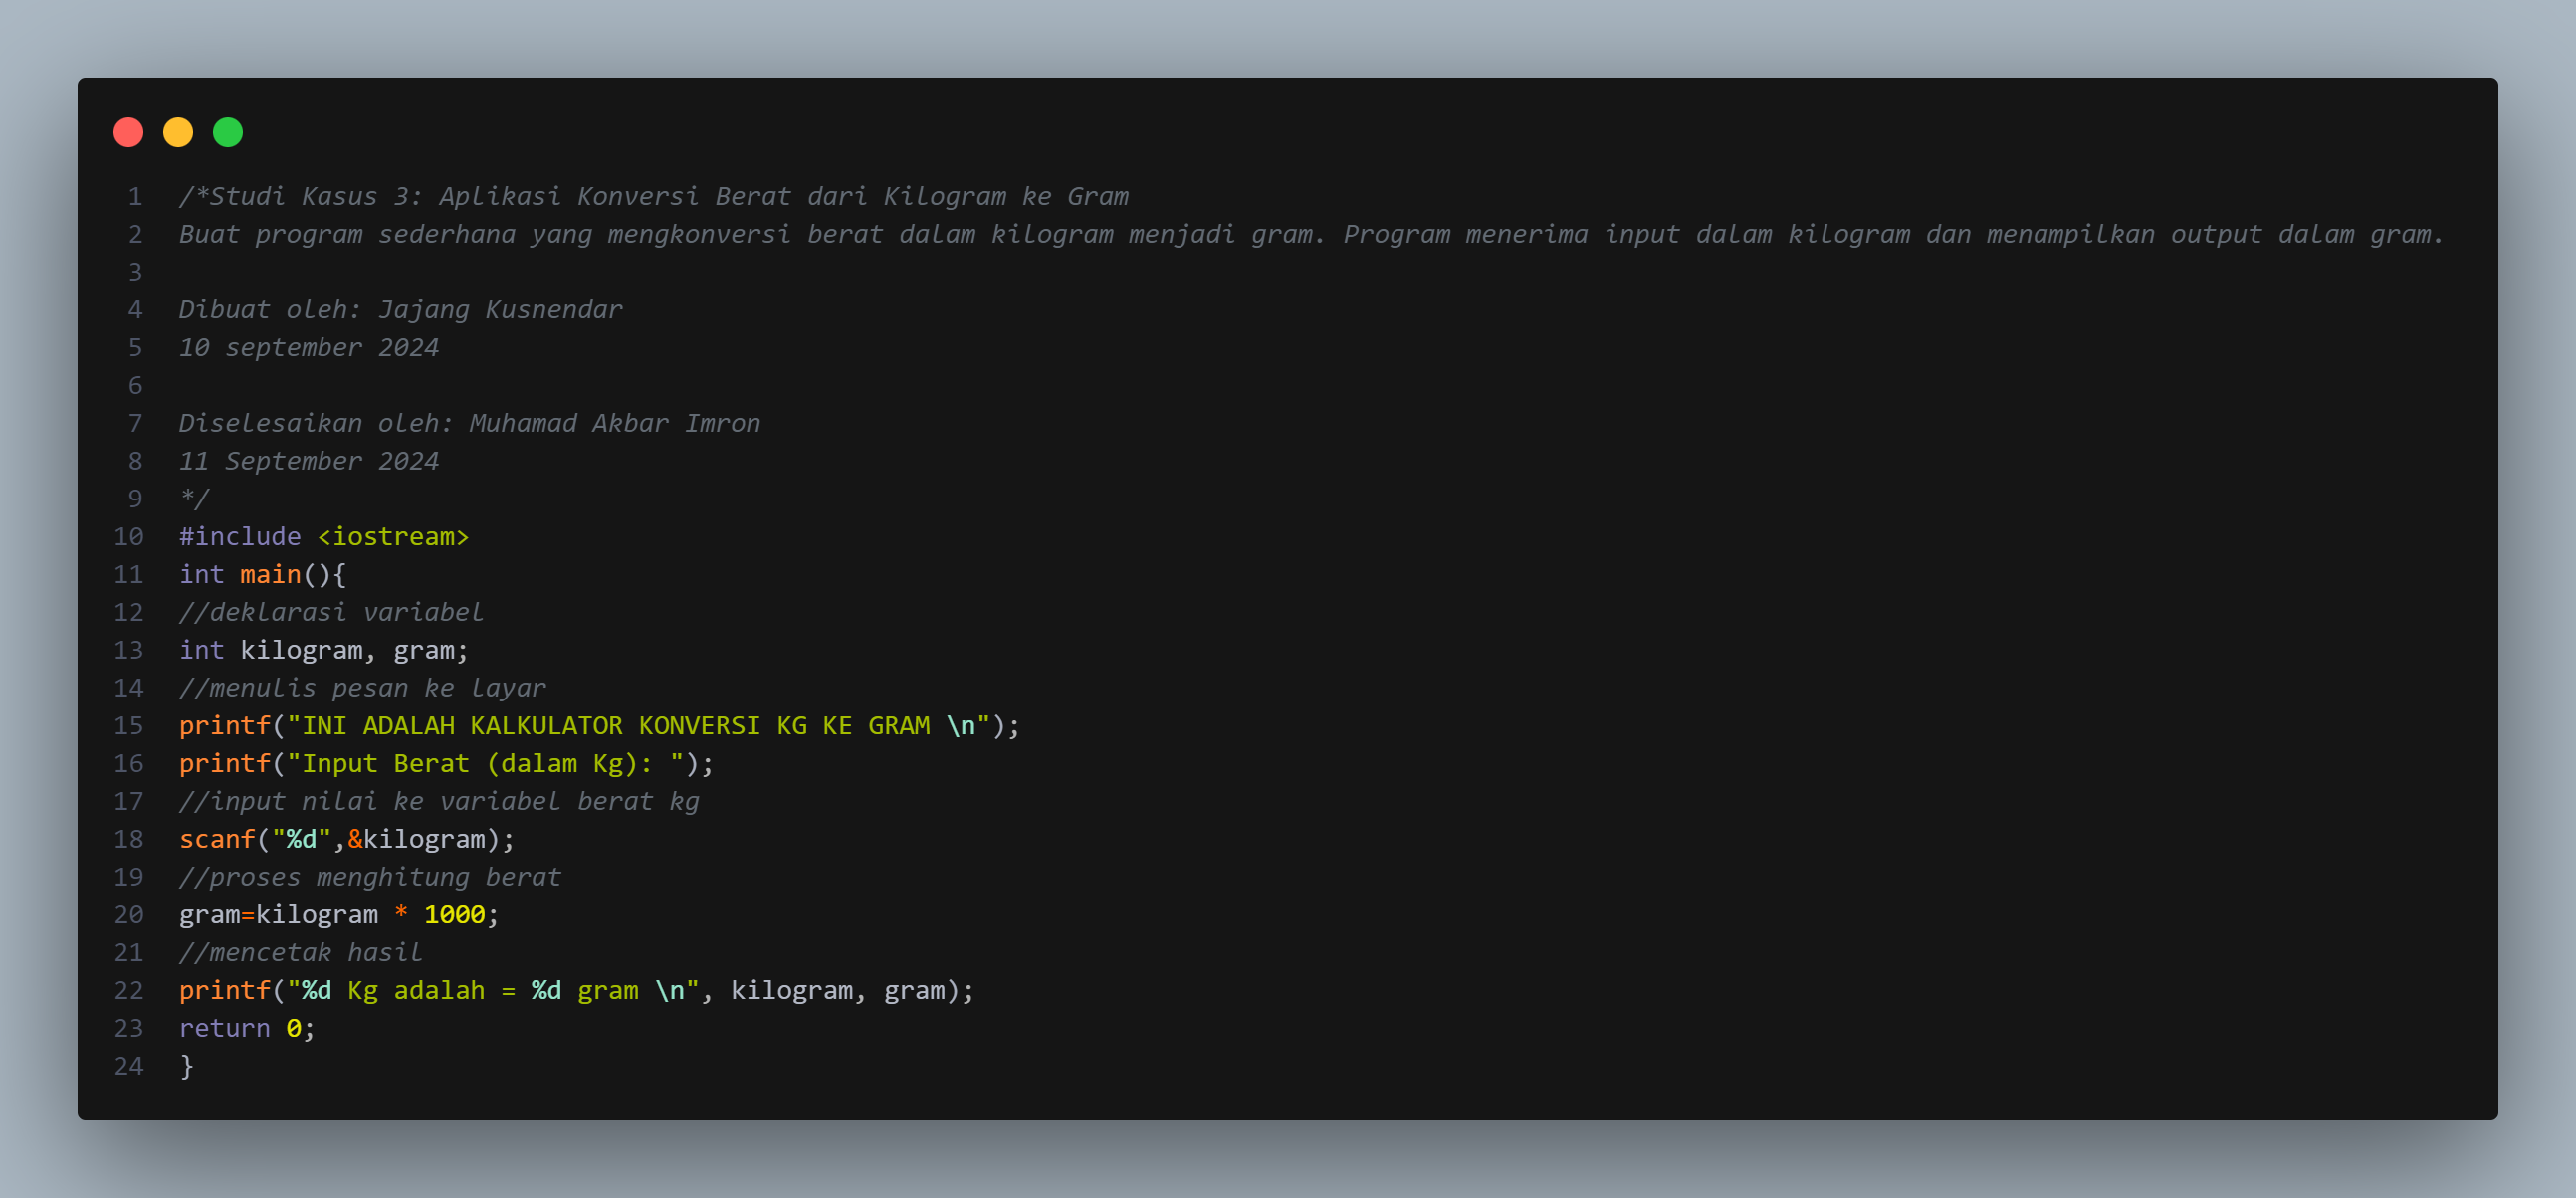 1 /*Studi Kasus 3: Aplikasi Konversi Berat dari Kilogram ke Gram
2 Buat program sederhana yang mengkonversi berat dalam kilogram menjadi gram. Program menerima input dalam kilogram dan menampilkan output dalam gram.
3
4 Dibuat oleh: Jajang Kusnendar
5 10 september 2024
6
7 Diselesaikan oleh: Muhamad Akbar Imron
8 11 September 2024
9 */
10 #include <iostream>
11 int main(){
12 //deklarasi variabel
13 int kilogram, gram;
14 //menulis pesan ke layar
15 printf("INI ADALAH KALKULATOR KONVERSI KG KE GRAM \n");
16 printf("Input Berat (dalam Kg): ");
17 //input nilai ke variabel berat kg
18 scanf("%d",&kilogram);
19 //proses menghitung berat
20 gram=kilogram * 1000;
21 //mencetak hasil
22 printf("%d Kg adalah = %d gram \n", kilogram, gram);
23 return 0;
24 }